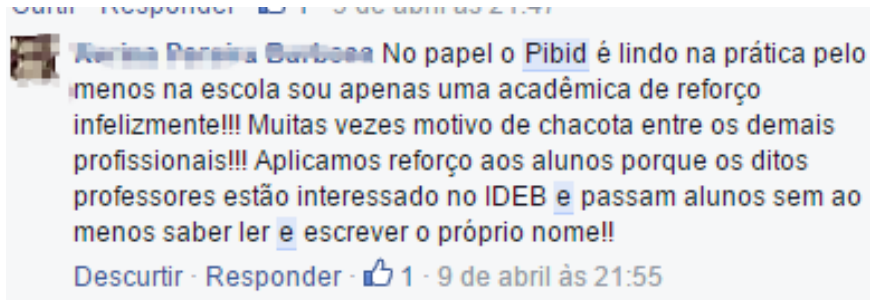 No papel o Pibid é lindo na prática pelo
menos na escola sou apenas uma acadêmica de reforço
infelizmente!!! Muitas vezes motivo de chacota entre os demais
profissionais!!! Aplicamos reforço aos alunos porque os ditos
professores estão interessado no IDEB e passam alunos sem ao
menos saber ler e escrever o próprio nome!!
Descurtir · Responder · 1 · 9 de abril às 21:55